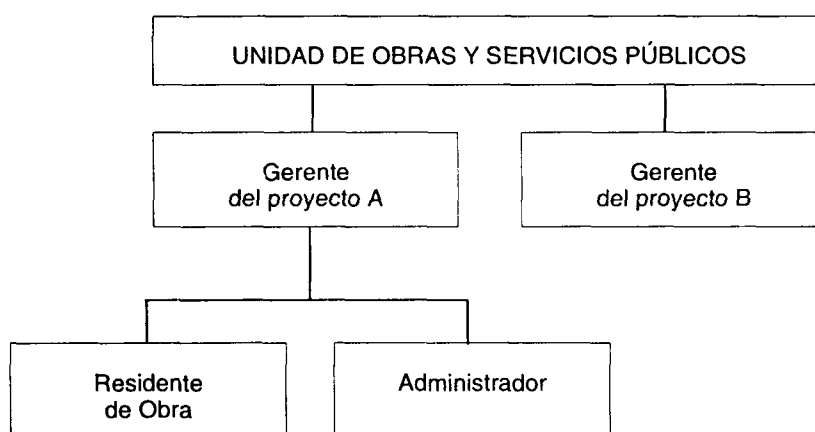 UNIDAD DE OBRAS Y SERVICIOS PÚBLICOS
Gerente
del proyecto A
Gerente
del proyecto B
Residente
de Obra
Administrador